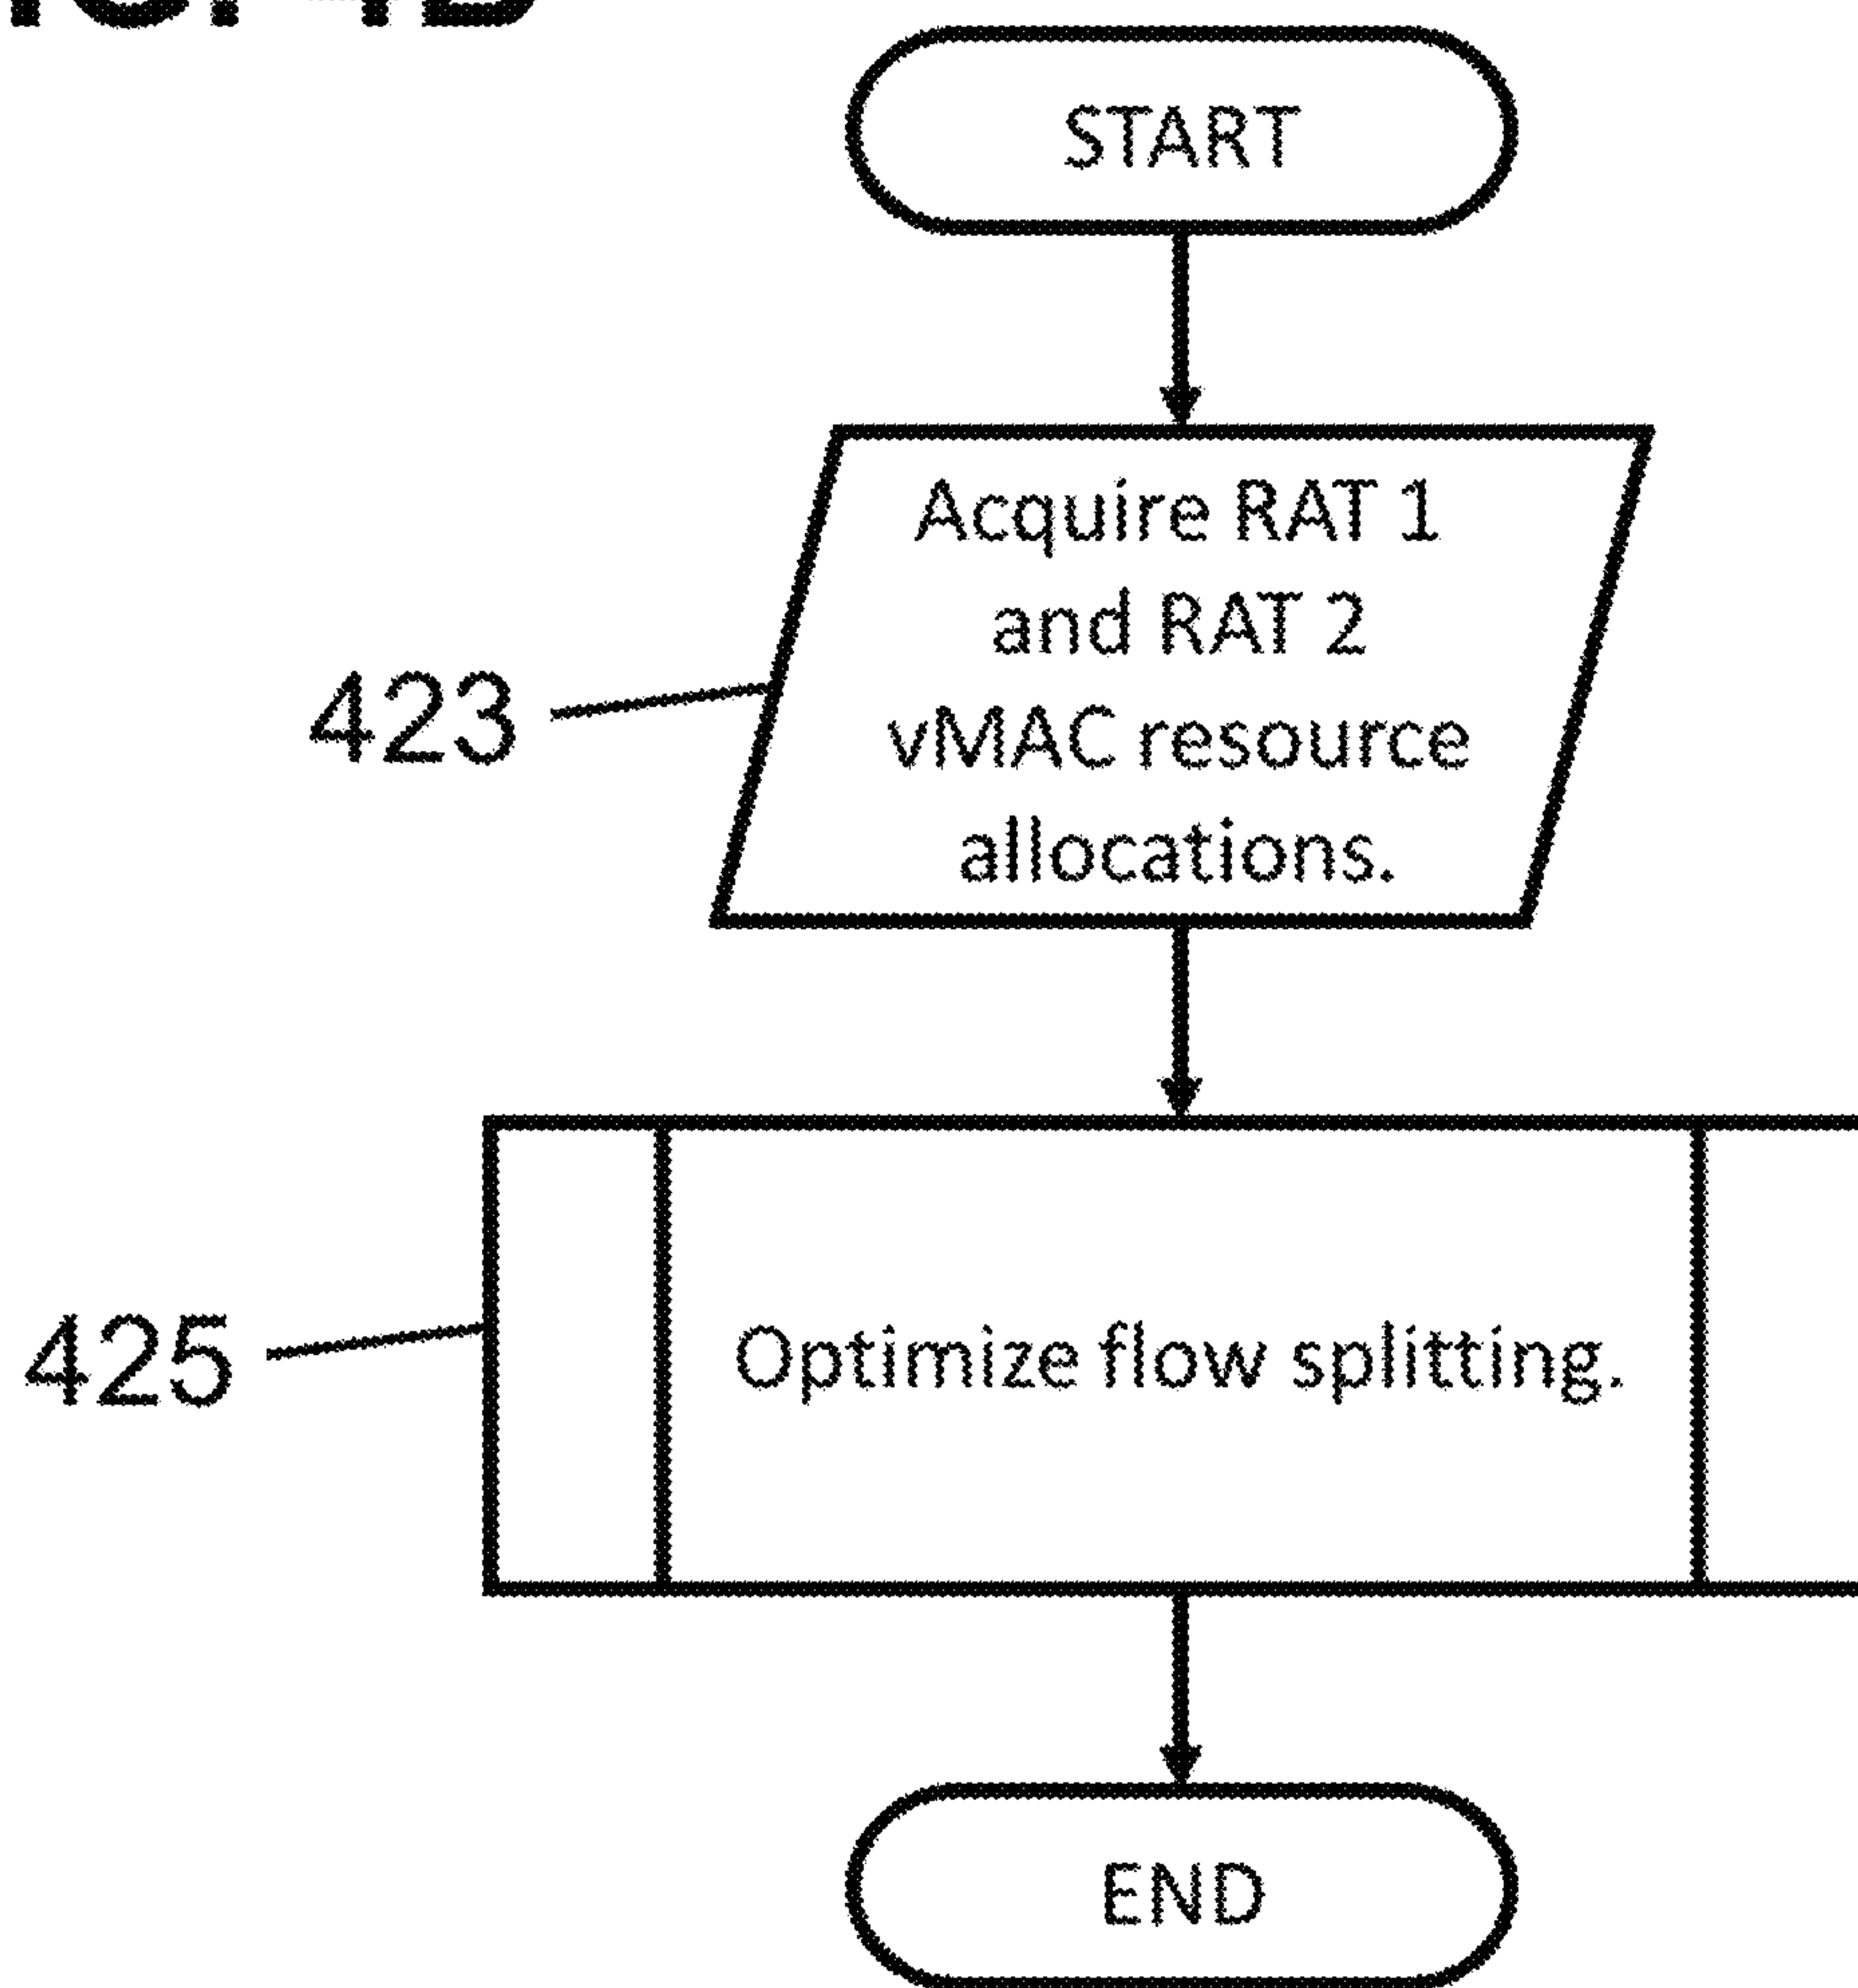 START
Acquire RAT 1
and RAT 2
vMAC resource
allocations.
423
Optimize flow splitting.
425
END